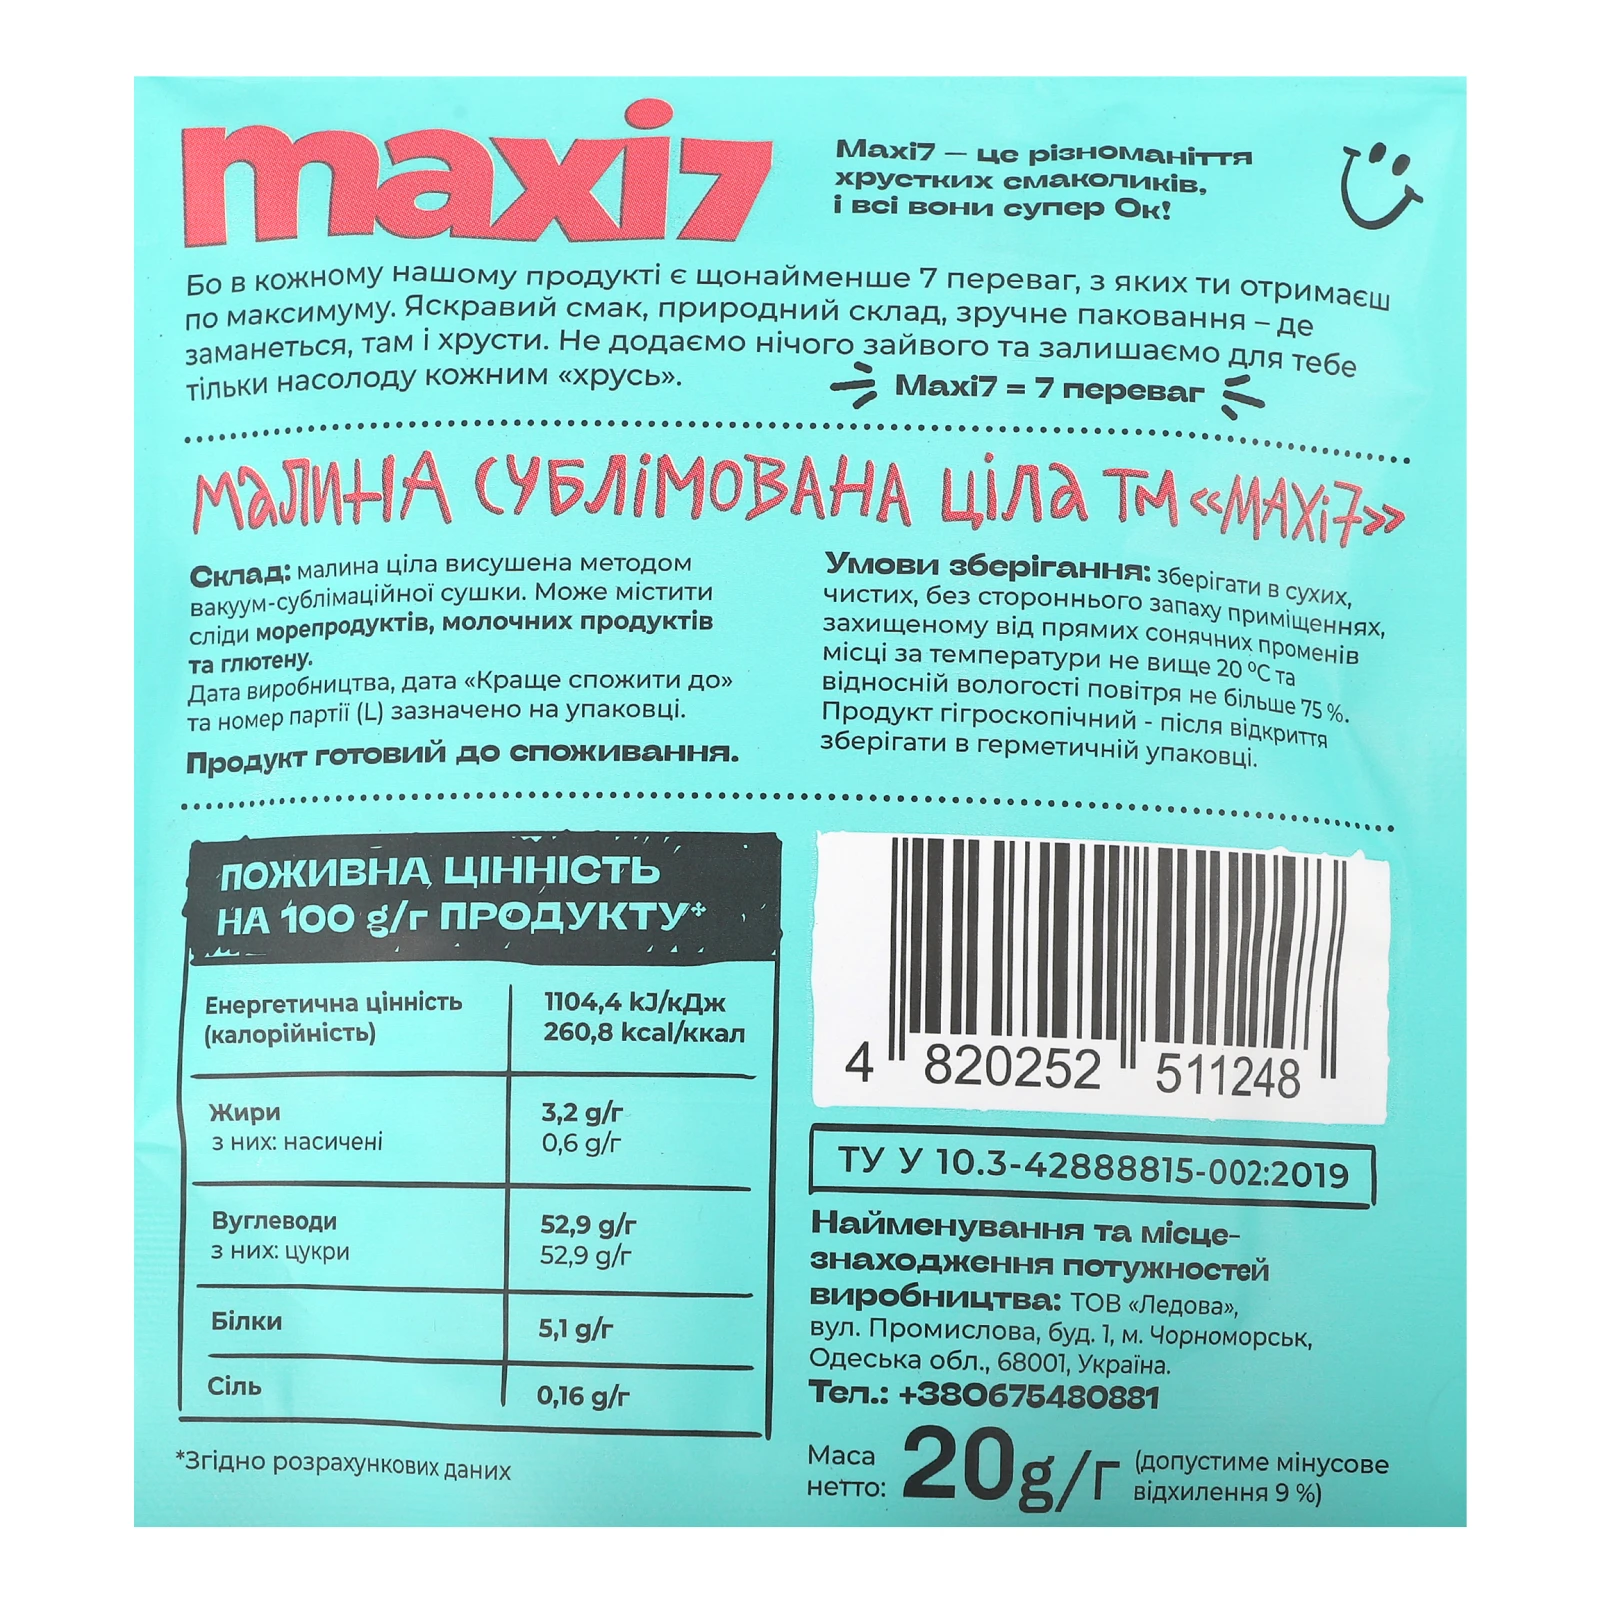 maxi7
Maxi7 – це різноманіття
хрустких смаколиків,
і всі вони супер Ок!
Бо в кожному нашому продукті є щонайменше 7 переваг, з яких ти отримаєш
по максимуму. Яскравий смак, природний склад, зручне паковання – де
заманеться, там і хрусти. Не додаємо нічого зайвого та залишаємо для тебе
тільки насолоду кожним «хрусь».
Maxi7 = 7 переваг
МАЛИНА СУБЛІМОВАНА ЦІЛА ТМ «MAXi7»
Склад: малина ціла висушена методом
вакуум-сублімаційної сушки. Може містити
сліди морепродуктів, молочних продуктів
та глютену.
Дата виробництва, дата «Краще спожити до»
та номер партії (L) зазначено на упаковці.
Продукт готовий до споживання.
Умови зберігання: зберігати в сухих,
чистих, без стороннього запаху приміщеннях,
захищеному від прямих сонячних променів
місці за температури не вище 20 ºС та
відносній вологості повітря не більше 75 %.
Продукт гігроскопічний - після відкриття
зберігати в герметичній упаковці.
ПОЖИВНА ЦІННІСТЬ
НА 100 g/г ПРОДУКТУ*
Енергетична цінність
(калорійність)
1104,4 kJ/кДж
260,8 kcal/ккал
Жири 3,2 g/г
з них: насичені 0,6 g/г
Вуглеводи 52,9 g/г
з них: цукри 52,9 g/г
Білки 5,1 g/г
Сіль 0,16 g/г
*Згідно розрахункових даних
4 820252 511248
ТУ У 10.3-42888815-002:2019
Найменування та місце-
знаходження потужностей
виробництва: ТОВ «Ледова»,
вул. Промислова, буд. 1, м. Чорноморськ,
Одеська обл., 68001, Україна.
Тел.: +380675480881
Маса
нетто: 20g/г
(допустиме мінусове
відхилення 9 %)